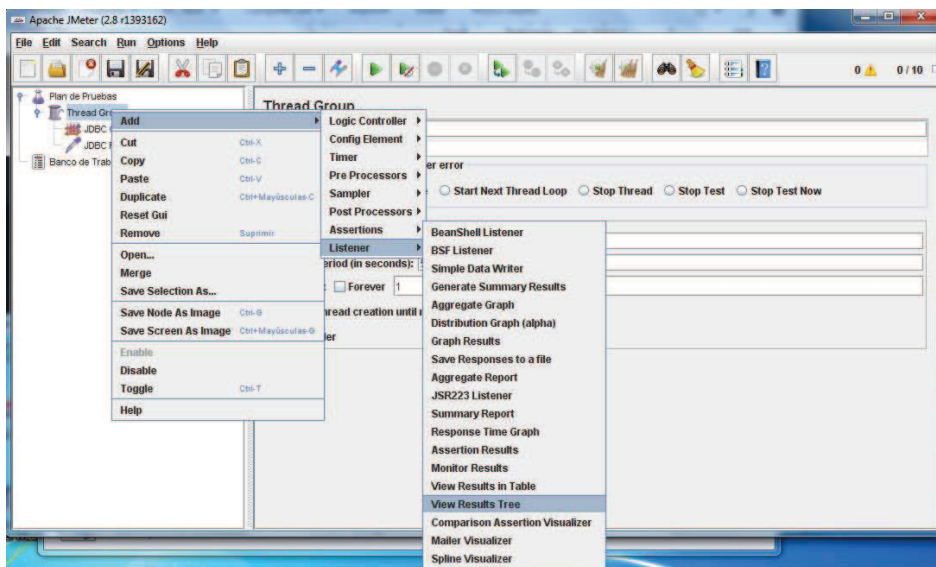 Apache JMeter (2.8 r1393162)
File Edit Search Run Options Help
0 0 / 10
Plan de Pruebas
Thread Gro
JDBC
JDBC
Banco de Trab
Thread Group
Add
Cut Ctrl-X
Copy Ctrl-C
Paste Ctrl-V
Duplicate Ctrl+Mayúsculas-C
Reset Gui
Remove Suprimir
Open...
Merge
Save Selection As...
Save Node As Image Ctrl-G
Save Screen As Image Ctrl+Mayúsculas-G
Enable
Disable
Toggle Ctrl-T
Help
Logic Controller
Config Element
Timer
Pre Processors
Sampler
Post Processors
Assertions
Listener
er error
Start Next Thread Loop Stop Thread Stop Test Stop Test Now
eriod (in seconds):
Forever 1
hread creation until
ler
BeanShell Listener
BSF Listener
Simple Data Writer
Generate Summary Results
Aggregate Graph
Distribution Graph (alpha)
Graph Results
Save Responses to a file
Aggregate Report
JSR223 Listener
Summary Report
Response Time Graph
Assertion Results
Monitor Results
View Results in Table
View Results Tree
Comparison Assertion Visualizer
Mailer Visualizer
Spline Visualizer